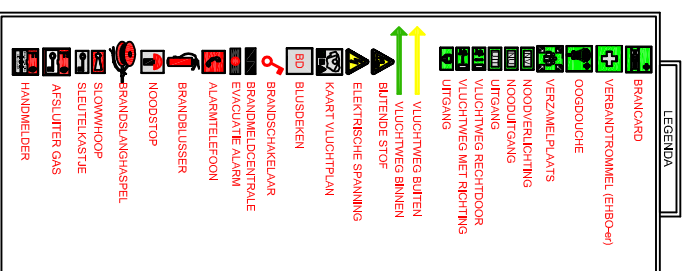 LEGENDA
BRANCARD
VERBANDTROMMEL (EHBO-er)
OOGDOUCHE
VERZAMELPLAATS
NOODVERLICHTING
NOODUITGANG
UITGANG
VLUCHTWEG RECHTDOOR
VLUCHTWEG MET RICHTING
UITGANG
VLUCHTWEG BUITEN
VLUCHTWEG BINNEN
BIJTENDE STOF
ELEKTRISCHE SPANNING
KAART VLUCHTPLAN
BD
BLUSDEKEN
BRANDSCHAKELAAR
BRANDMELDCENTRALE
EVACUATIE ALARM
ALARMTELEFOON
BRANDBLUSSER
NOODSTOP
BRANDSLANGHASPEL
SLOWWHOOP
SLEUTELKASTJE
AFSLUITER GAS
HANDMELDER